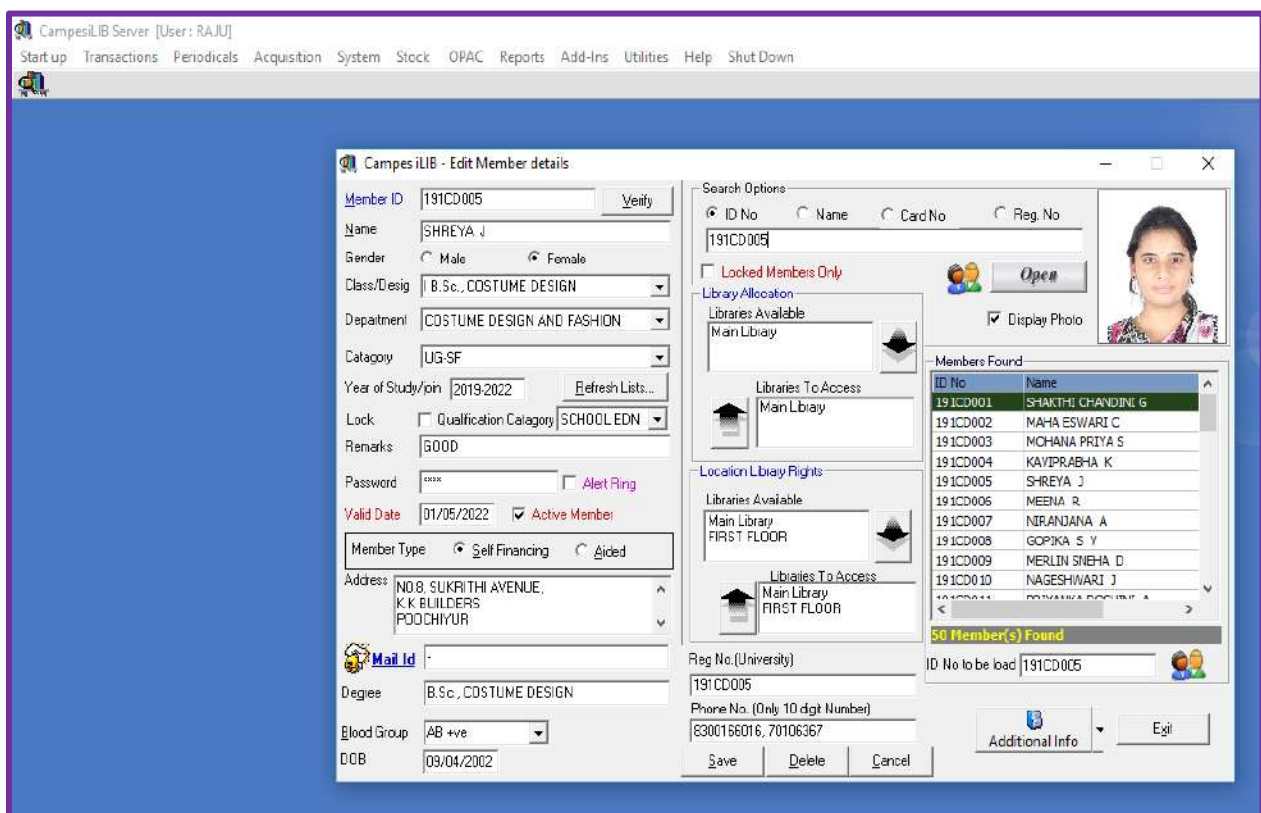 CampesiLIB Server [User : RAJU]
Start up Transactions Periodicals Acquisition System Stock OPAC Reports Add-Ins Utilities Help Shut Down
Campes iLIB - Edit Member details
Member ID 191CD005 Verify
Name SHREYA J
Gender Male Female
Class/Desig I B.Sc., COSTUME DESIGN
Department COSTUME DESIGN AND FASHION
Catagory UG-SF
Year of Study/join 2019-2022 Refresh Lists...
Lock Qualification Catagory SCHOOL EDN
Remarks GOOD
Password **** Alert Ring
Valid Date 01/05/2022 Active Member
Member Type Self Financing Aided
Address NO.8, SUKRITHI AVENUE,
K.K BUILDERS
POOCHIYUR
Mail Id -
Degree B.Sc., COSTUME DESIGN
Blood Group AB +ve
DOB 09/04/2002
Search Options
ID No Name Card No Reg. No
191CD005
Locked Members Only
Open
Display Photo
Library Allocation
Libraries Available
Main Library
Libraries To Access
Main Library
Location Library Rights
Libraries Available
Main Library
FIRST FLOOR
Libraries To Access
Main Library
FIRST FLOOR
Reg No.(University)
191CD005
Phone No. (Only 10 digit Number)
8300166016, 70106367
Save Delete Cancel
Members Found
ID No Name
191CD001 SHAKTHI CHANDINI G
191CD002 MAHA ESWARI C
191CD003 MOHANA PRIYA S
191CD004 KAVIPRABHA K
191CD005 SHREYA J
191CD006 MEENA R
191CD007 NIRANJANA A
191CD008 GOPIKA S Y
191CD009 MERLIN SNEHA D
191CD010 NAGESHWARI J
50 Member(s) Found
ID No to be load 191CD005
Additional Info Exit